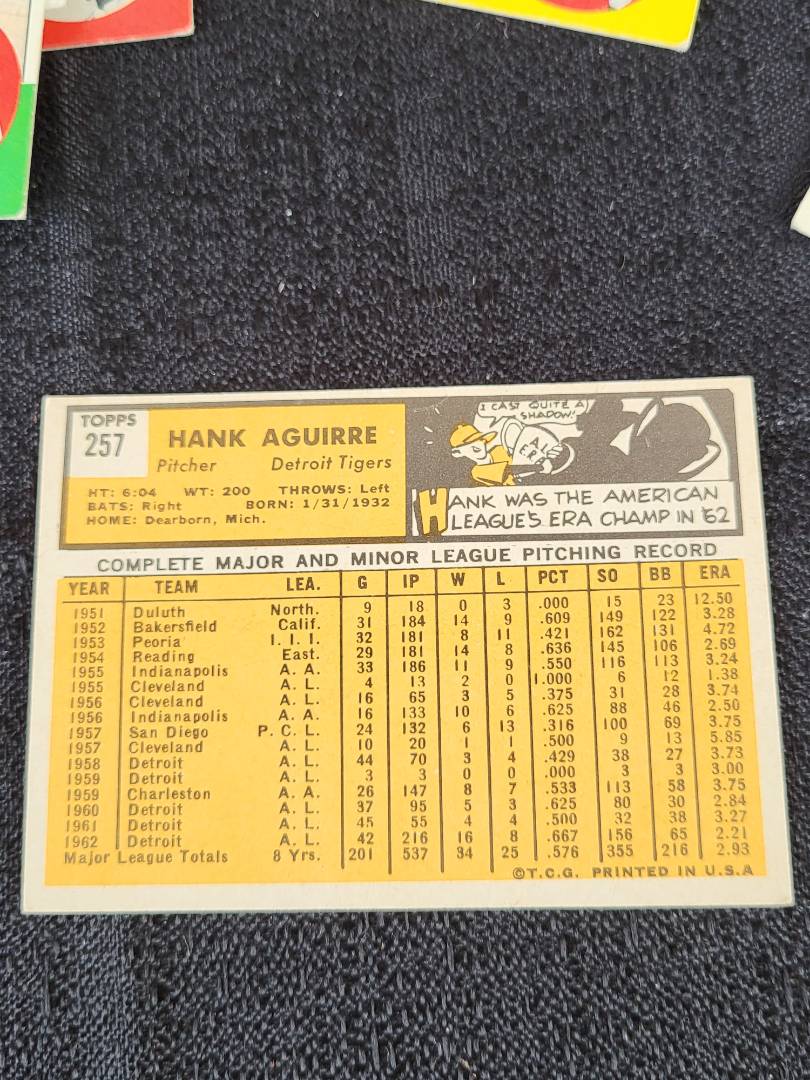 TOPPS
257
HANK AGUIRRE
Pitcher Detroit Tigers
HT: 6:04 WT: 200 THROWS: Left
BATS: Right BORN: 1/31/1932
HOME: Dearborn, Mich.
I CAST QUITE A
SHADOW!
A.L.
ERA
HANK WAS THE AMERICAN
LEAGUE'S ERA CHAMP IN '62
COMPLETE MAJOR AND MINOR LEAGUE PITCHING RECORD
YEAR TEAM LEA. G IP W L PCT SO BB ERA
1951 Duluth North. 9 18 0 3 .000 15 23 12.50
1952 Bakersfield Calif. 31 184 14 9 .609 149 122 3.28
1953 Peoria I. I. I. 32 181 8 11 .421 162 131 4.72
1954 Reading East. 29 181 14 8 .636 145 106 2.69
1955 Indianapolis A. A. 33 186 11 9 .550 116 113 3.24
1955 Cleveland A. L. 4 13 2 0 1.000 6 12 1.38
1956 Cleveland A. L. 16 65 3 5 .375 31 28 3.74
1956 Indianapolis A. A. 16 133 10 6 .625 88 46 2.50
1957 San Diego P. C. L. 24 132 6 13 .316 100 69 3.75
1957 Cleveland A. L. 10 20 1 1 .500 9 13 5.85
1958 Detroit A. L. 44 70 3 4 .429 38 27 3.73
1959 Detroit A. L. 3 3 0 0 .000 3 3 3.00
1959 Charleston A. A. 26 147 8 7 .533 113 58 3.75
1960 Detroit A. L. 37 95 5 3 .625 80 30 2.84
1961 Detroit A. L. 45 55 4 4 .500 32 38 3.27
1962 Detroit A. L. 42 216 16 8 .667 156 65 2.21
Major League Totals 8 Yrs. 201 537 34 25 .576 355 216 2.93
©T.C.G. PRINTED IN U.S.A